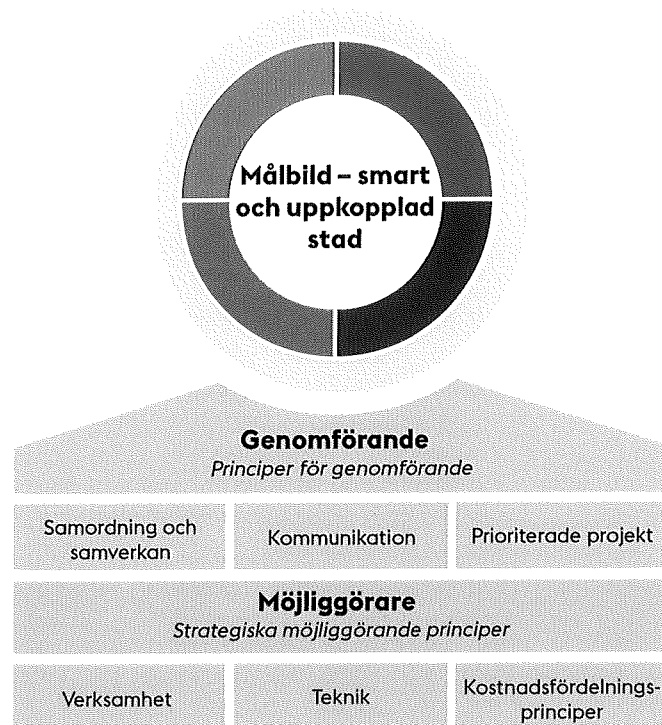 Målbild – smart
och uppkopplad
stad
Genomförande
Principer för genomförande
Samordning och
samverkan
Kommunikation
Prioriterade projekt
Möjliggörare
Strategiska möjliggörande principer
Verksamhet
Teknik
Kostnadsfördelnings-
principer